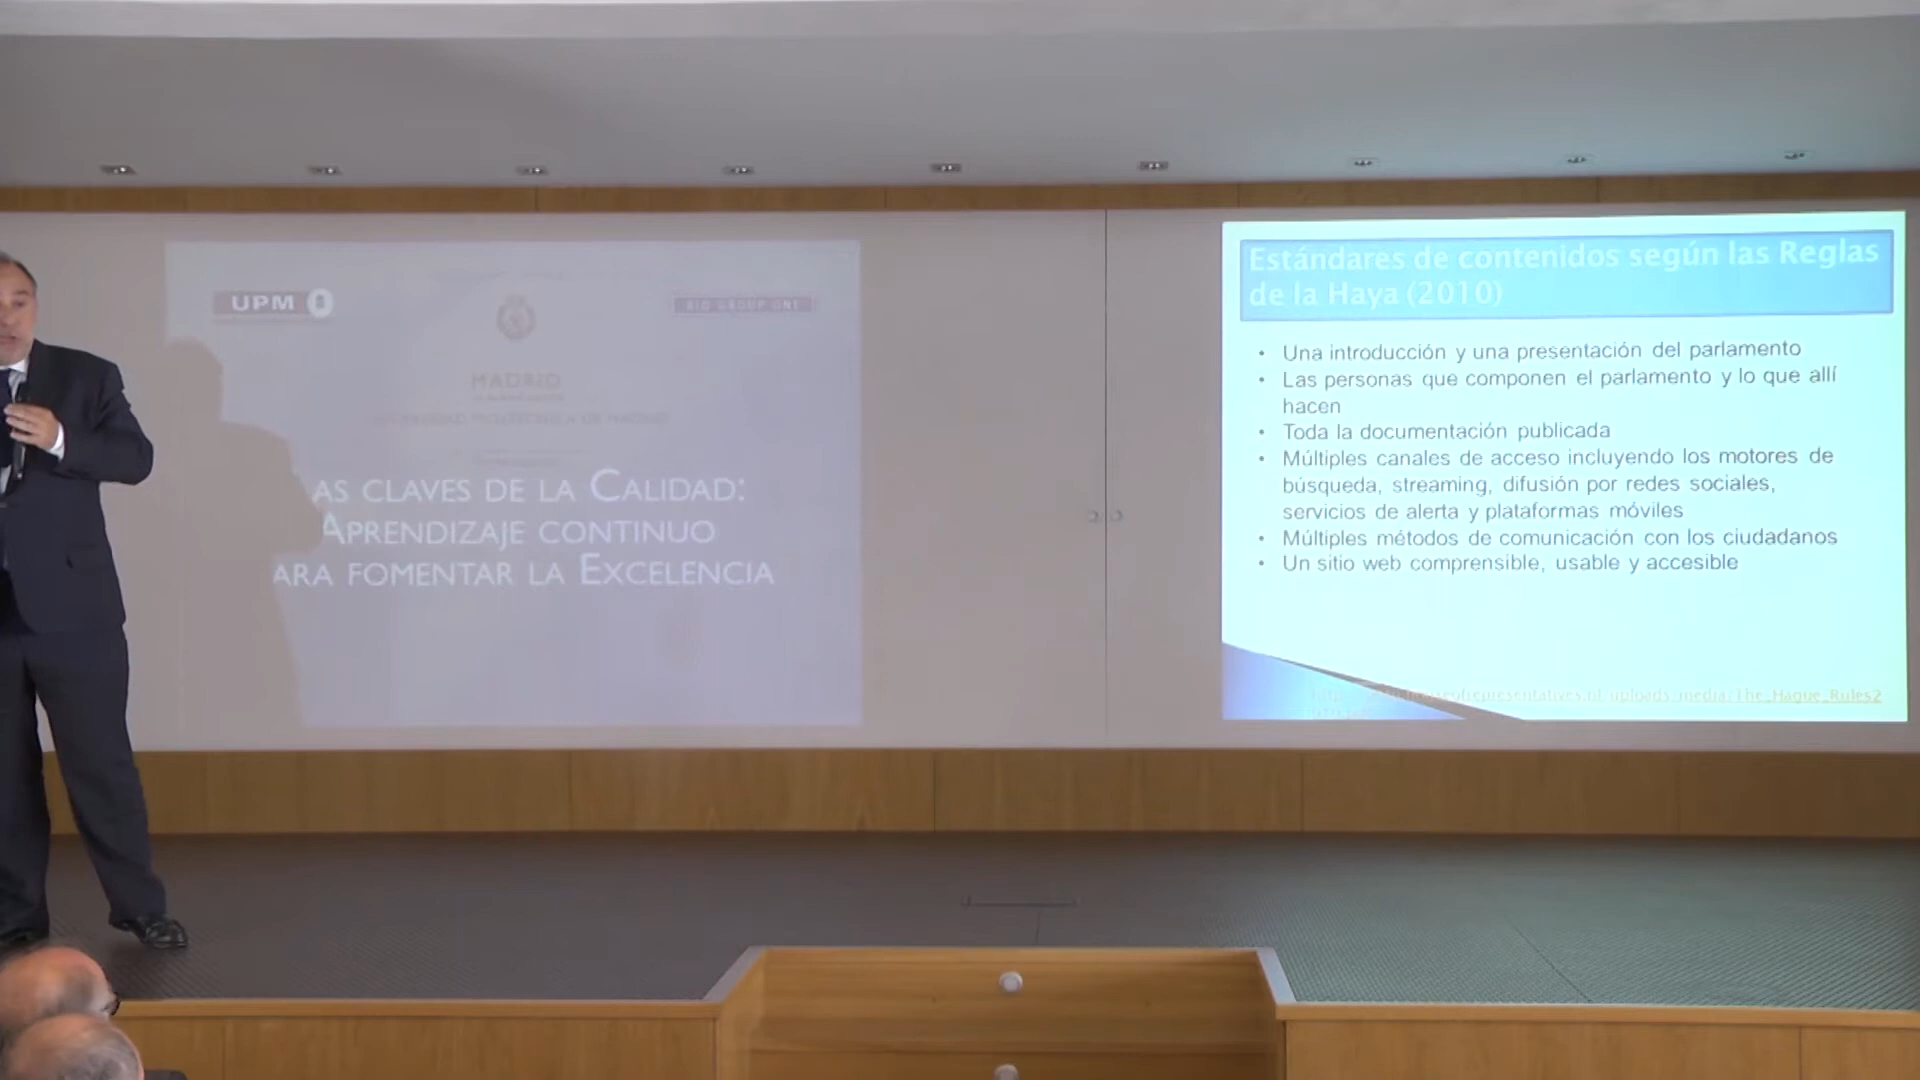 UPM
BIO GROUP ONE
MADRID
AS CLAVES DE LA CALIDAD:
APRENDIZAJE CONTINUO
ARA FOMENTAR LA EXCELENCIA
Estándares de contenidos según las Reglas
de la Haya (2010)
• Una introducción y una presentación del parlamento
• Las personas que componen el parlamento y lo que allí
hacen
• Toda la documentación publicada
• Múltiples canales de acceso incluyendo los motores de
búsqueda, streaming, difusión por redes sociales,
servicios de alerta y plataformas móviles
• Múltiples métodos de comunicación con los ciudadanos
• Un sitio web comprensible, usable y accesible